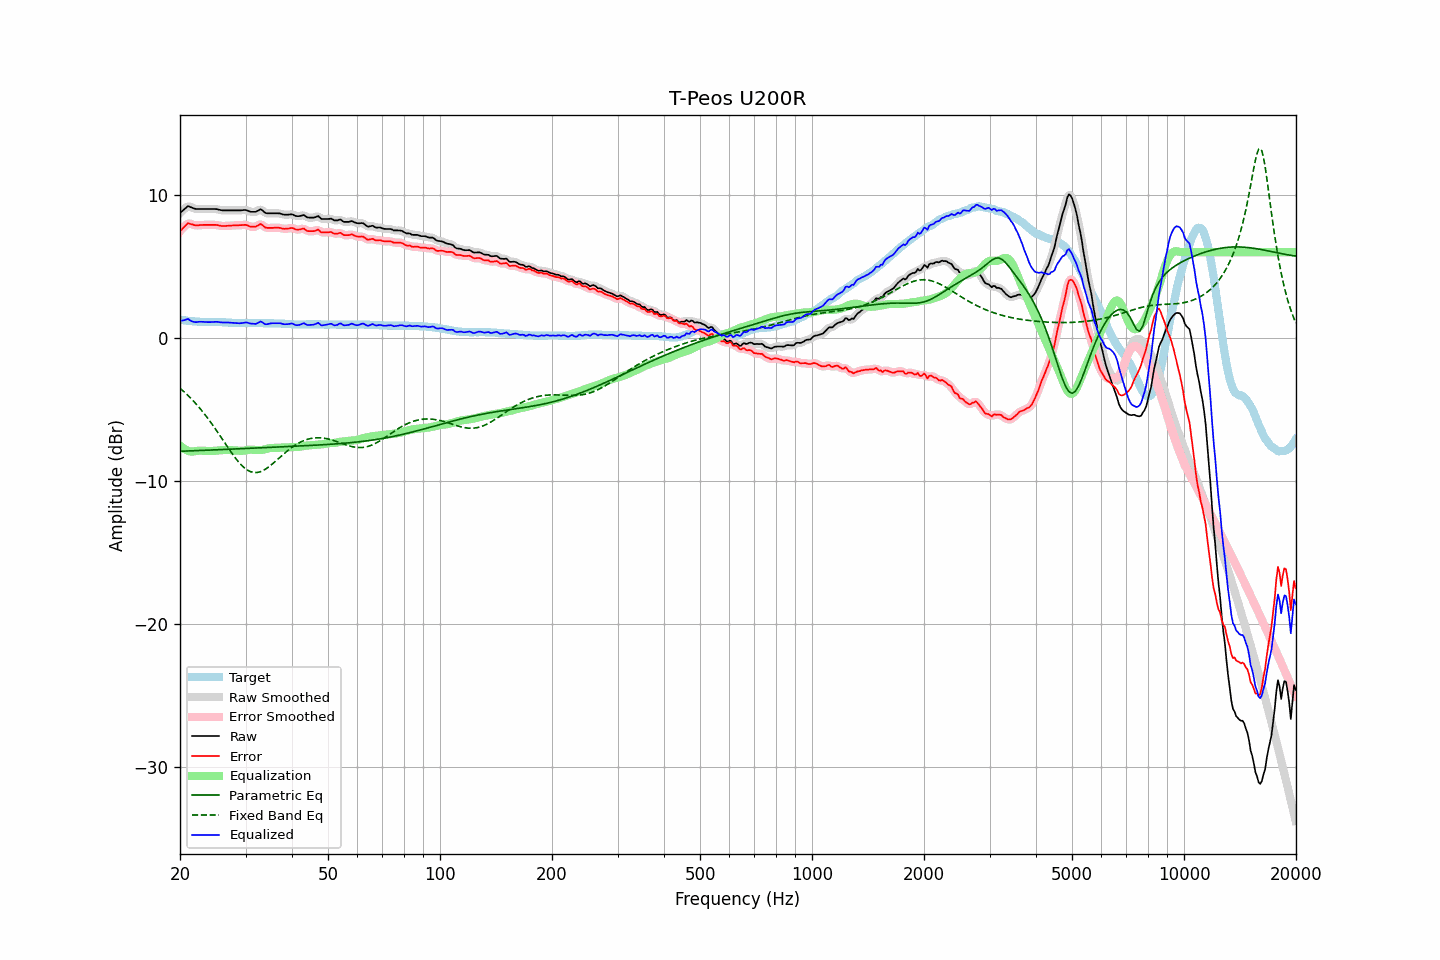 T-Peos U200R
Amplitude (dBr)
10
0
−10
−20
−30
Target
Raw Smoothed
Error Smoothed
Raw
Error
Equalization
Parametric Eq
Fixed Band Eq
Equalized
20 50 100 200 500 1000 2000 5000 10000 20000
Frequency (Hz)